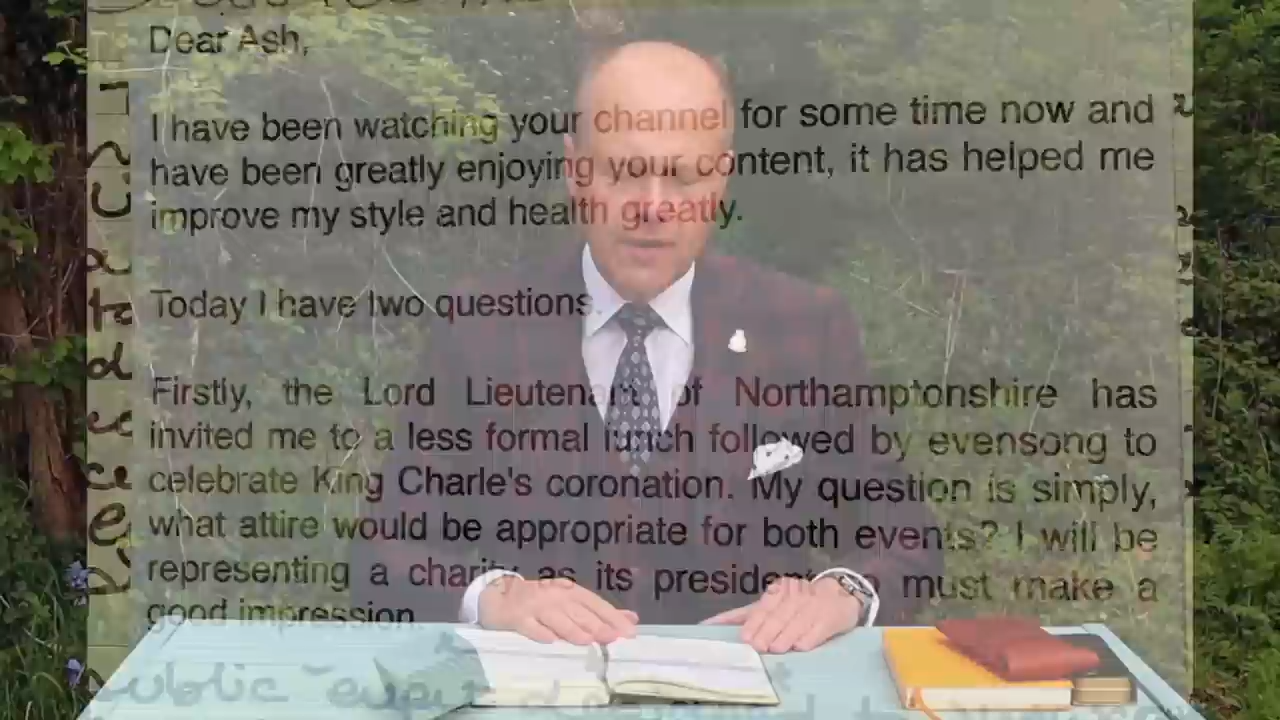 Dear Ash,
I have been watching your channel for some time now and
have been greatly enjoying your content, it has helped me
improve my style and health greatly.
Today I have two questions.
Firstly, the Lord Lieutenant of Northamptonshire has
invited me to a less formal lunch followed by evensong to
celebrate King Charle's coronation. My question is simply,
what attire would be appropriate for both events? I will be
representing a charity as its president so must make a
good impression.
public event